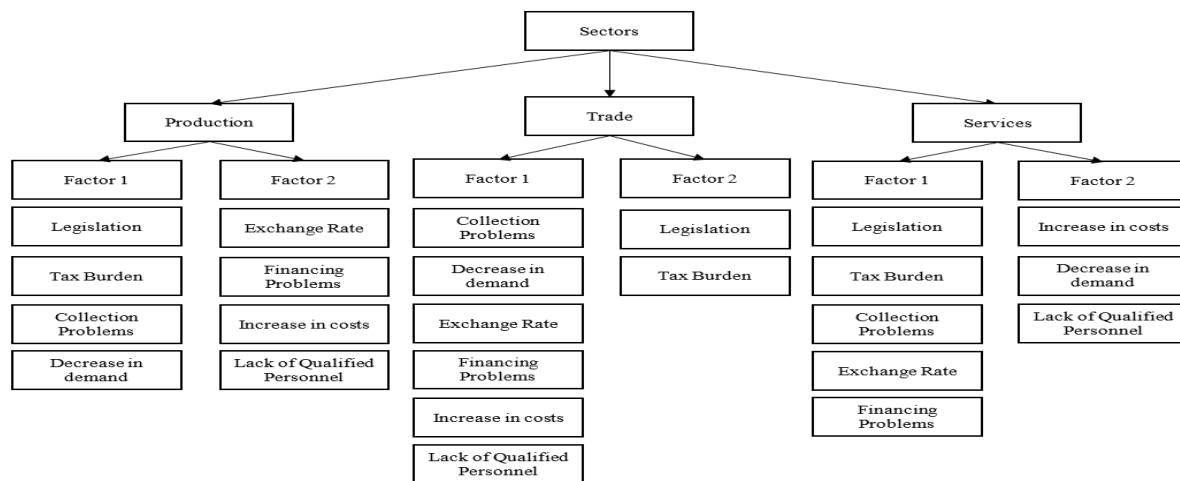 Sectors
Production
Trade
Services
Factor 1
Factor 2
Factor 1
Factor 2
Factor 1
Factor 2
Legislation
Tax Burden
Collection
Problems
Decrease in
demand
Exchange Rate
Financing
Problems
Increase in costs
Lack of Qualified
Personnel
Collection
Problems
Decrease in
demand
Exchange Rate
Financing
Problems
Increase in costs
Lack of Qualified
Personnel
Legislation
Tax Burden
Legislation
Tax Burden
Collection
Problems
Exchange Rate
Financing
Problems
Increase in costs
Decrease in
demand
Lack of Qualified
Personnel